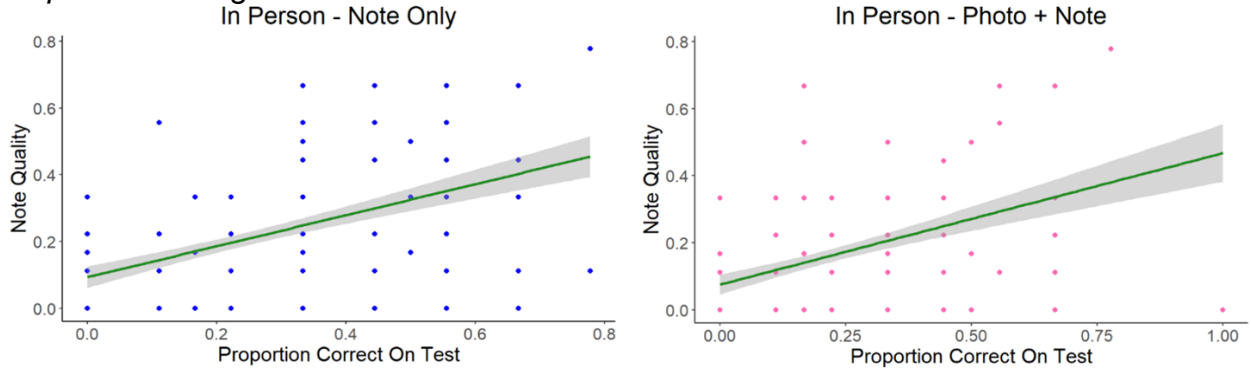 In Person - Note Only
0.8
0.6
0.4
0.2
0.0
Note Quality
0.0 0.2 0.4 0.6 0.8
Proportion Correct On Test
In Person - Photo + Note
0.8
0.6
0.4
0.2
0.0
Note Quality
0.00 0.25 0.50 0.75 1.00
Proportion Correct On Test